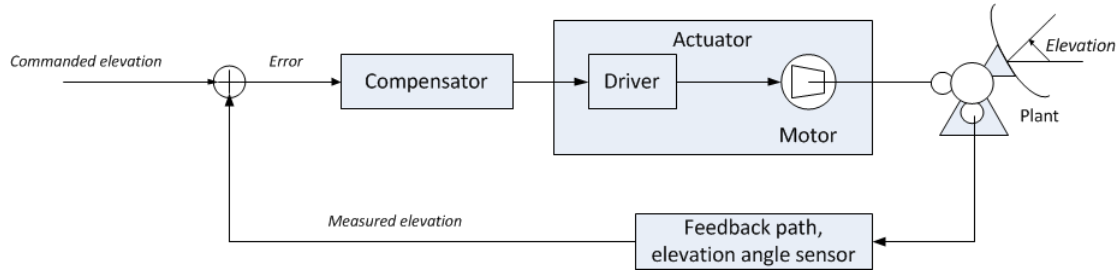 Commanded elevation
Error
Compensator
Actuator
Driver
Motor
Elevation
Plant
Measured elevation
Feedback path,
elevation angle sensor